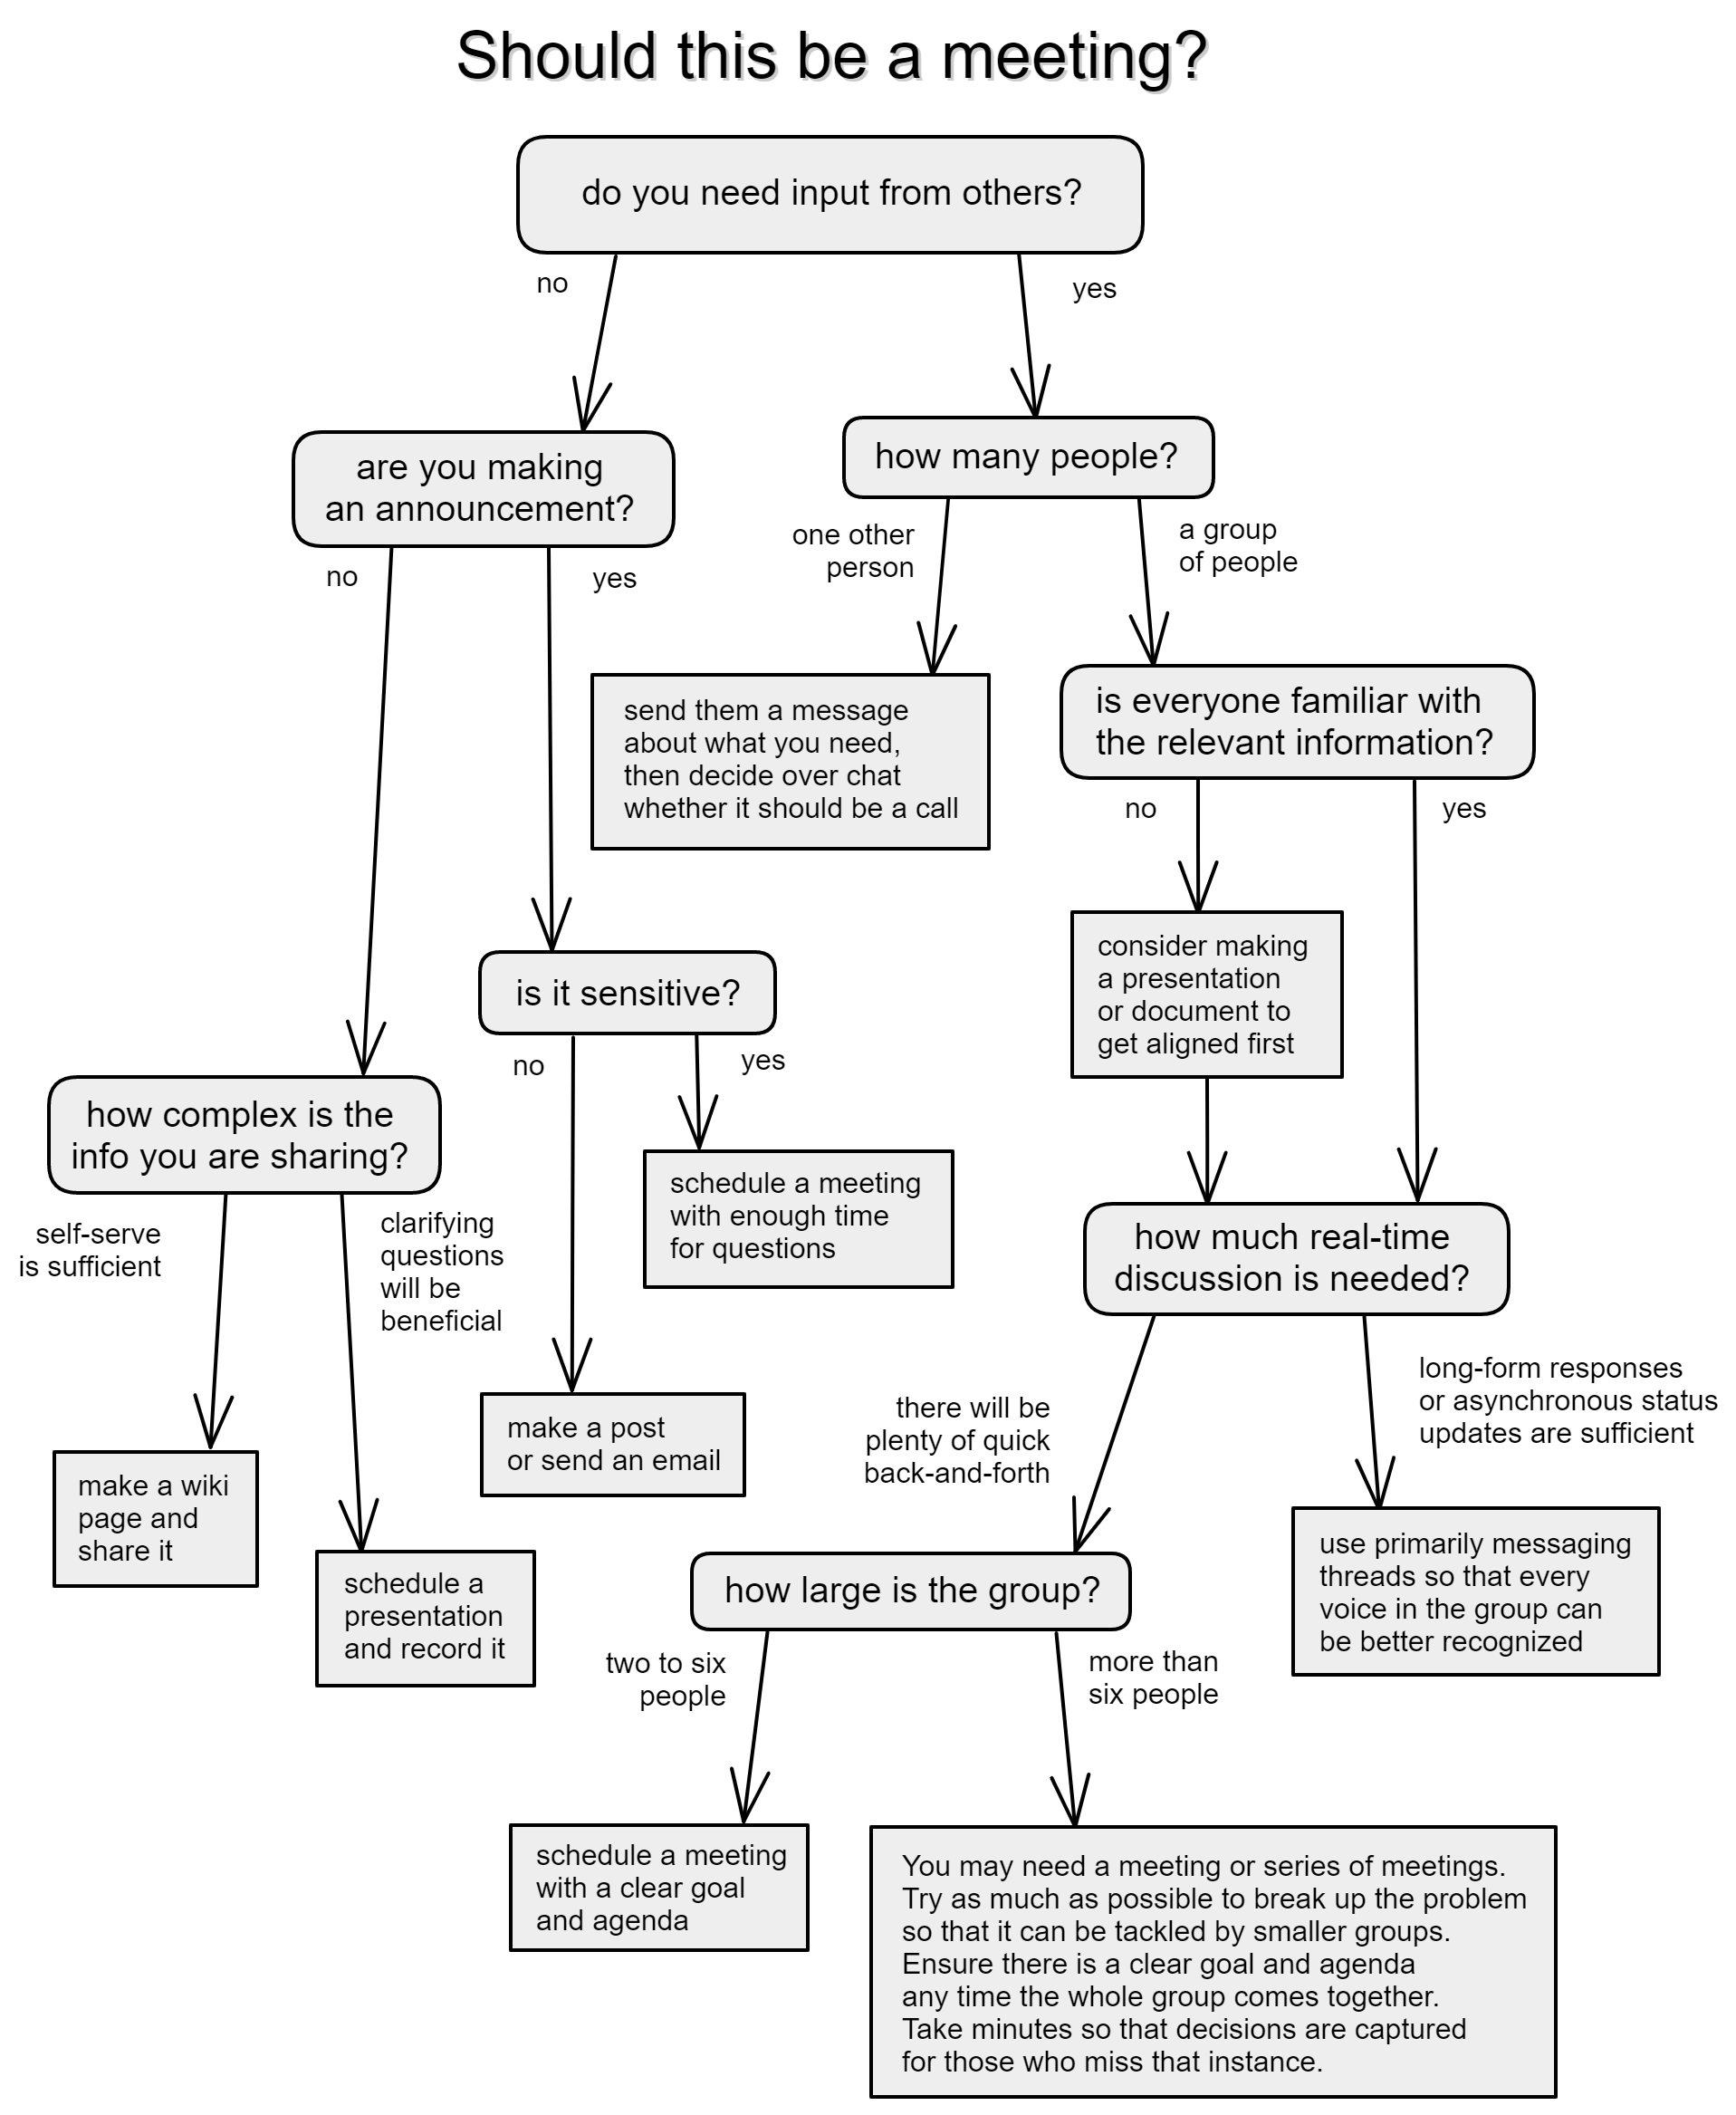 Should this be a meeting?
do you need input from others?
no
yes
are you making
an announcement?
how many people?
no
yes
one other
person
a group
of people
send them a message
about what you need,
then decide over chat
whether it should be a call
is everyone familiar with
the relevant information?
no
yes
consider making
a presentation
or document to
get aligned first
is it sensitive?
no
yes
how complex is the
info you are sharing?
schedule a meeting
with enough time
for questions
how much real-time
discussion is needed?
self-serve
is sufficient
clarifying
questions
will be
beneficial
make a post
or send an email
there will be
plenty of quick
back-and-forth
long-form responses
or asynchronous status
updates are sufficient
make a wiki
page and
share it
schedule a
presentation
and record it
how large is the group?
use primarily messaging
threads so that every
voice in the group can
be better recognized
two to six
people
more than
six people
schedule a meeting
with a clear goal
and agenda
You may need a meeting or series of meetings.
Try as much as possible to break up the problem
so that it can be tackled by smaller groups.
Ensure there is a clear goal and agenda
any time the whole group comes together.
Take minutes so that decisions are captured
for those who miss that instance.